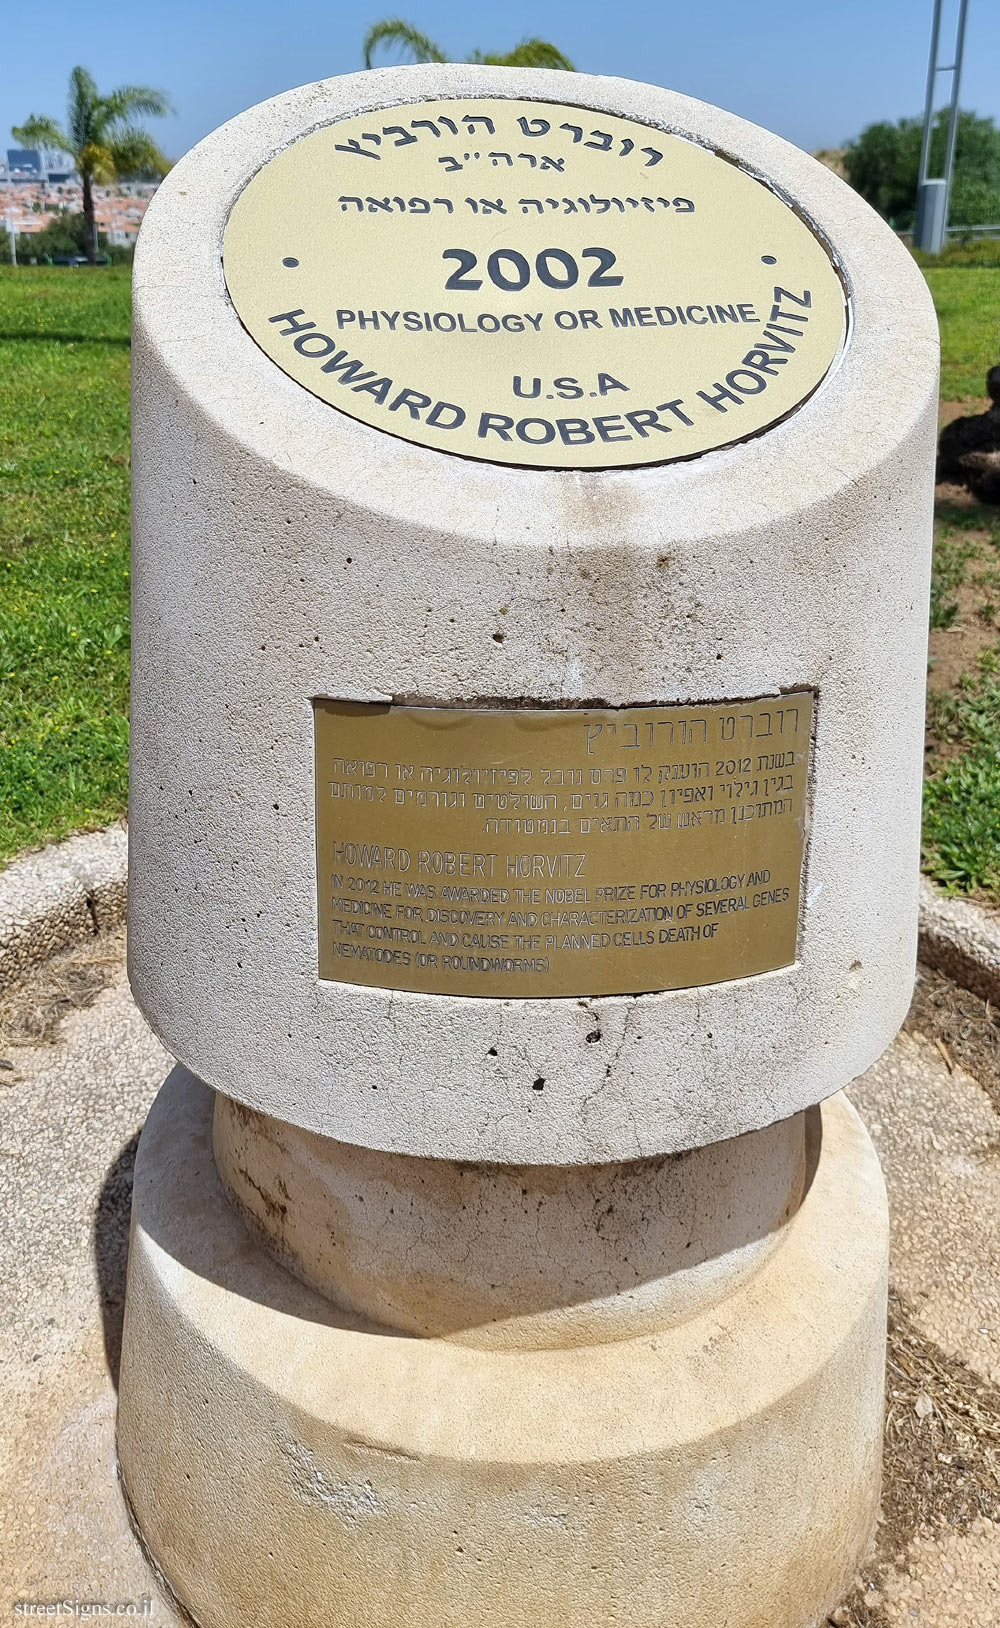 רוברט הורביץ
ארה״ב
פיזיולוגיה או רפואה
2002
PHYSIOLOGY OR MEDICINE
U.S.A
HOWARD ROBERT HORVITZ
רוברט הורוביץ
בשנת 2012 הוענק לו פרס נובל לפיזיולוגיה או רפואה
בגין גילוי ואפיון כמה גנים, השולטים וגורמים למותם
המתוכנן מראש של התאים בנמטודה.
HOWARD ROBERT HORVITZ
IN 2012 HE WAS AWARDED THE NOBEL PRIZE FOR PHYSIOLOGY AND
MEDICINE FOR DISCOVERY AND CHARACTERIZATION OF SEVERAL GENES
THAT CONTROL AND CAUSE THE PLANNED CELLS DEATH OF
NEMATODES (OR ROUNDWORMS)
streetSigns.co.il